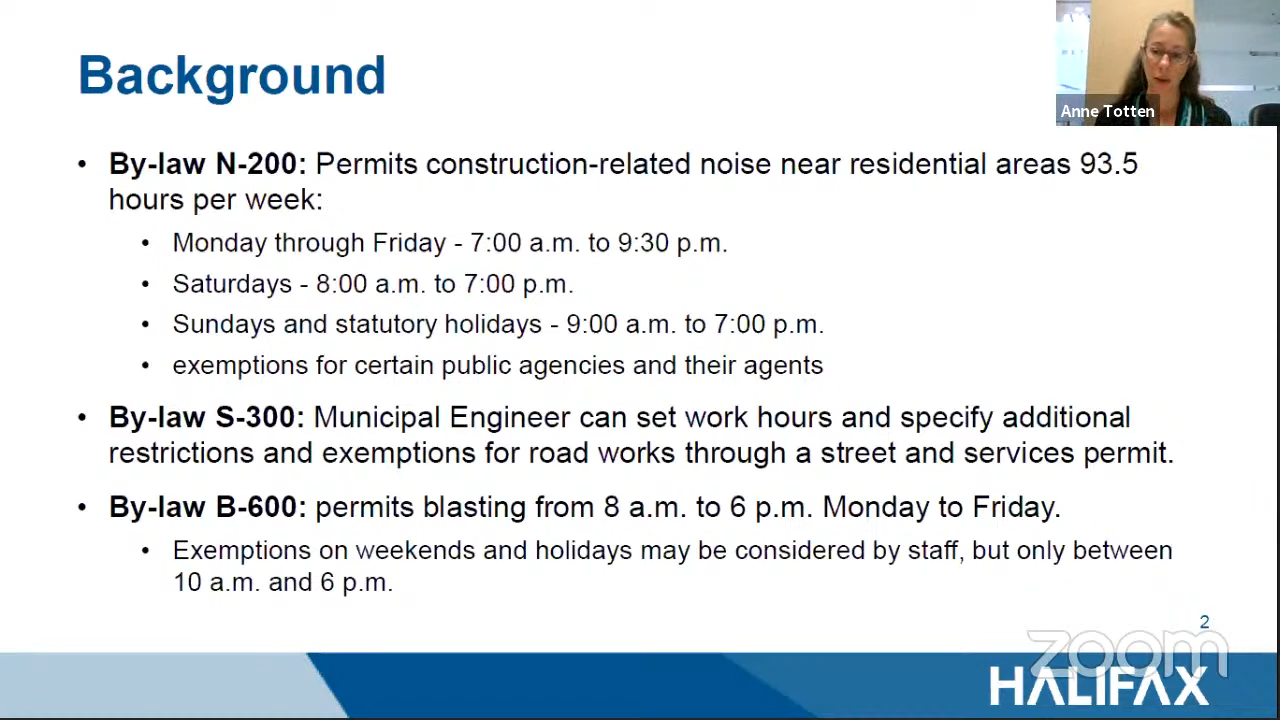 Background
Anne Totten
• By-law N-200: Permits construction-related noise near residential areas 93.5
hours per week:
• Monday through Friday - 7:00 a.m. to 9:30 p.m.
• Saturdays - 8:00 a.m. to 7:00 p.m.
• Sundays and statutory holidays - 9:00 a.m. to 7:00 p.m.
• exemptions for certain public agencies and their agents
• By-law S-300: Municipal Engineer can set work hours and specify additional
restrictions and exemptions for road works through a street and services permit.
• By-law B-600: permits blasting from 8 a.m. to 6 p.m. Monday to Friday.
• Exemptions on weekends and holidays may be considered by staff, but only between
10 a.m. and 6 p.m.
2
zoom
HALIFAX